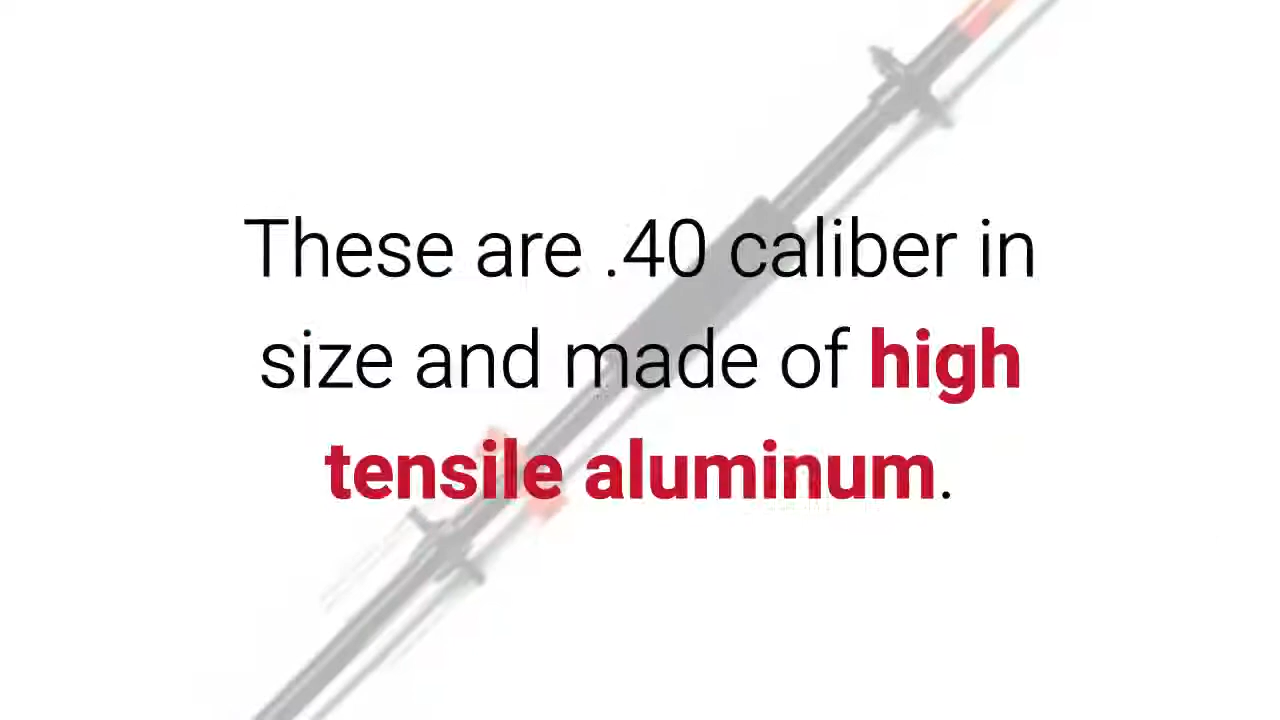 These are .40 caliber in
size and made of high
tensile aluminum.